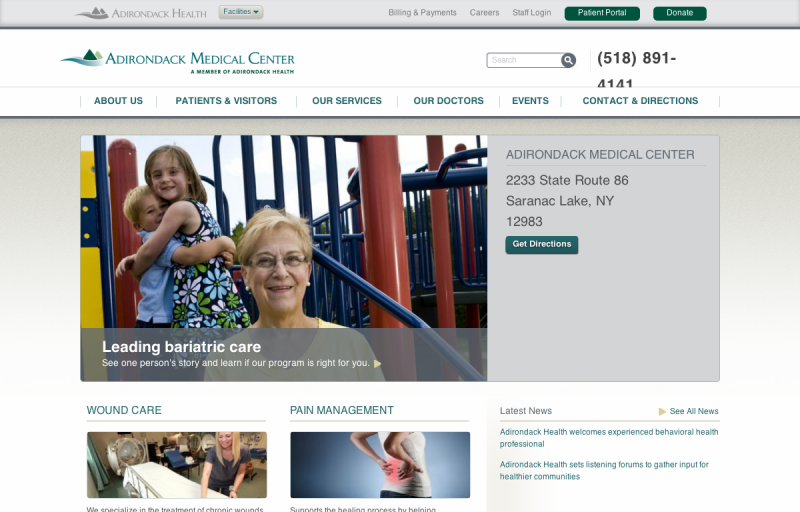 ADIRONDACK HEALTH
Facilities
Billing & Payments
Careers
Staff Login
Patient Portal
Donate
ADIRONDACK MEDICAL CENTER
A MEMBER OF ADIRONDACK HEALTH
Search
(518) 891-
4141
ABOUT US
PATIENTS & VISITORS
OUR SERVICES
OUR DOCTORS
EVENTS
CONTACT & DIRECTIONS
ADIRONDACK MEDICAL CENTER
2233 State Route 86
Saranac Lake, NY
12983
Get Directions
Leading bariatric care
See one person's story and learn if our program is right for you.
WOUND CARE
PAIN MANAGEMENT
Latest News
See All News
Adirondack Health welcomes experienced behavioral health
professional
Adirondack Health sets listening forums to gather input for
healthier communities
We specialize in the treatment of chronic wounds
Supports the healing process by helping